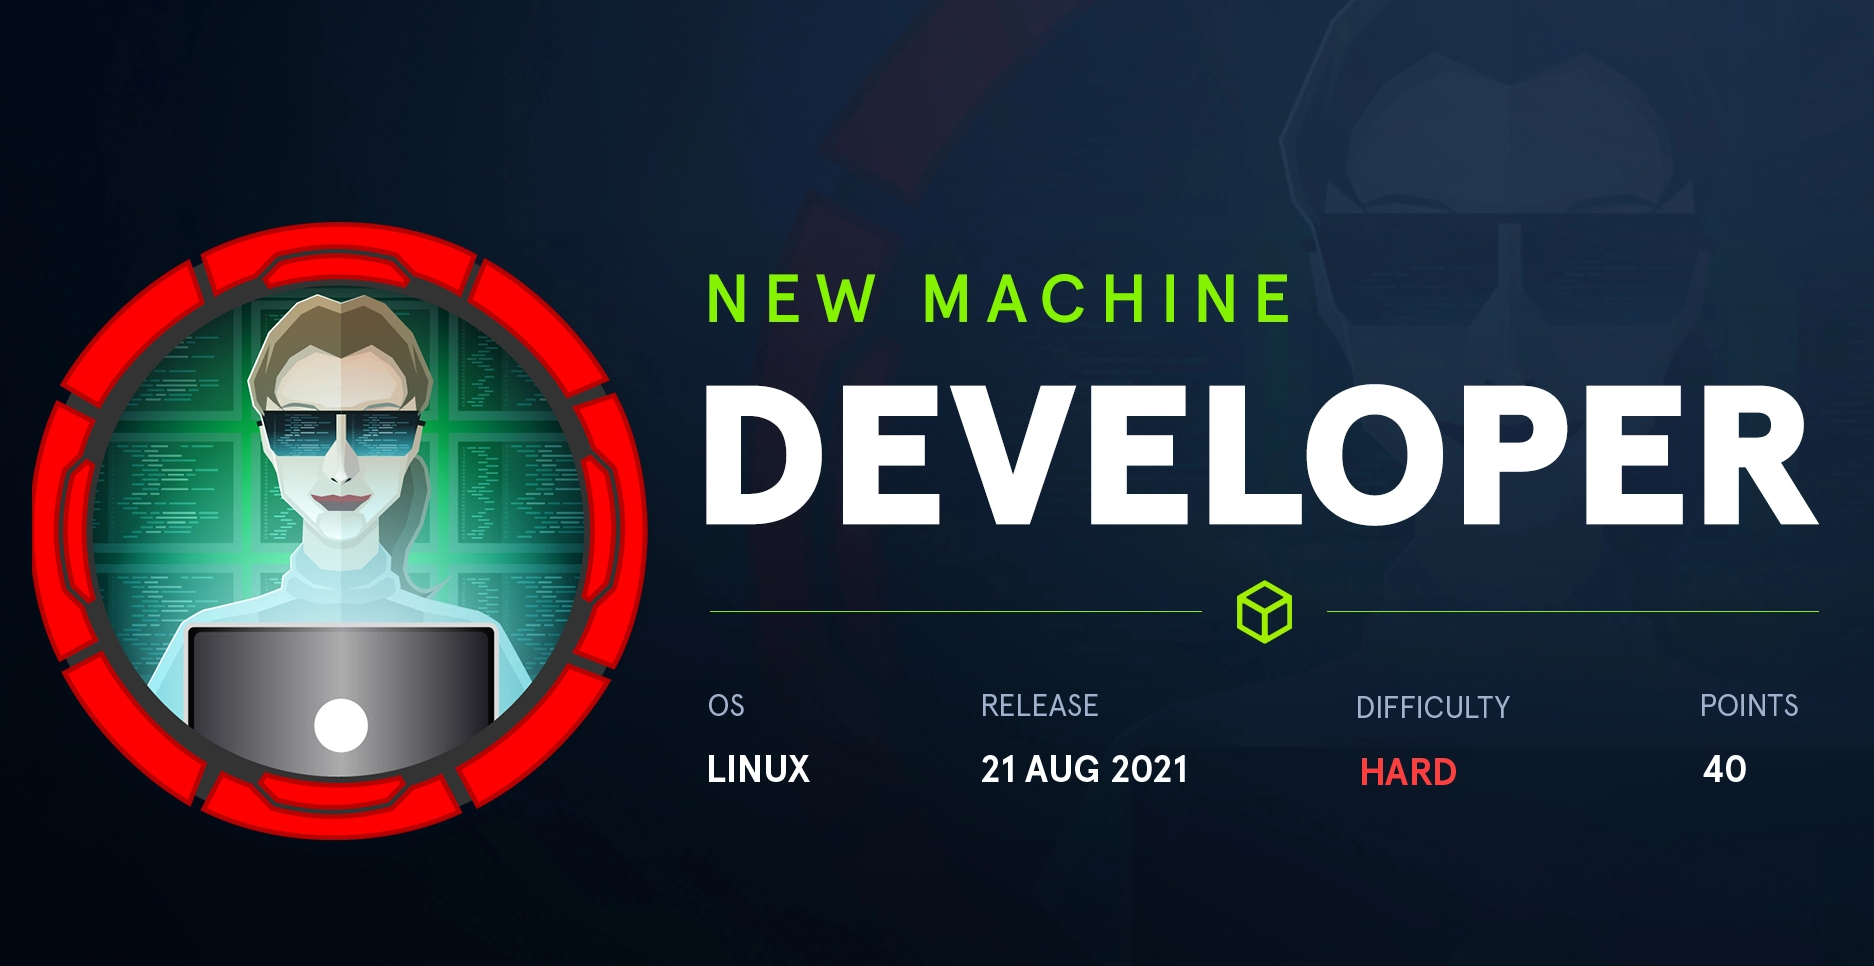 NEW MACHINE
DEVELOPER
OS RELEASE DIFFICULTY POINTS
LINUX 21 AUG 2021 HARD 40